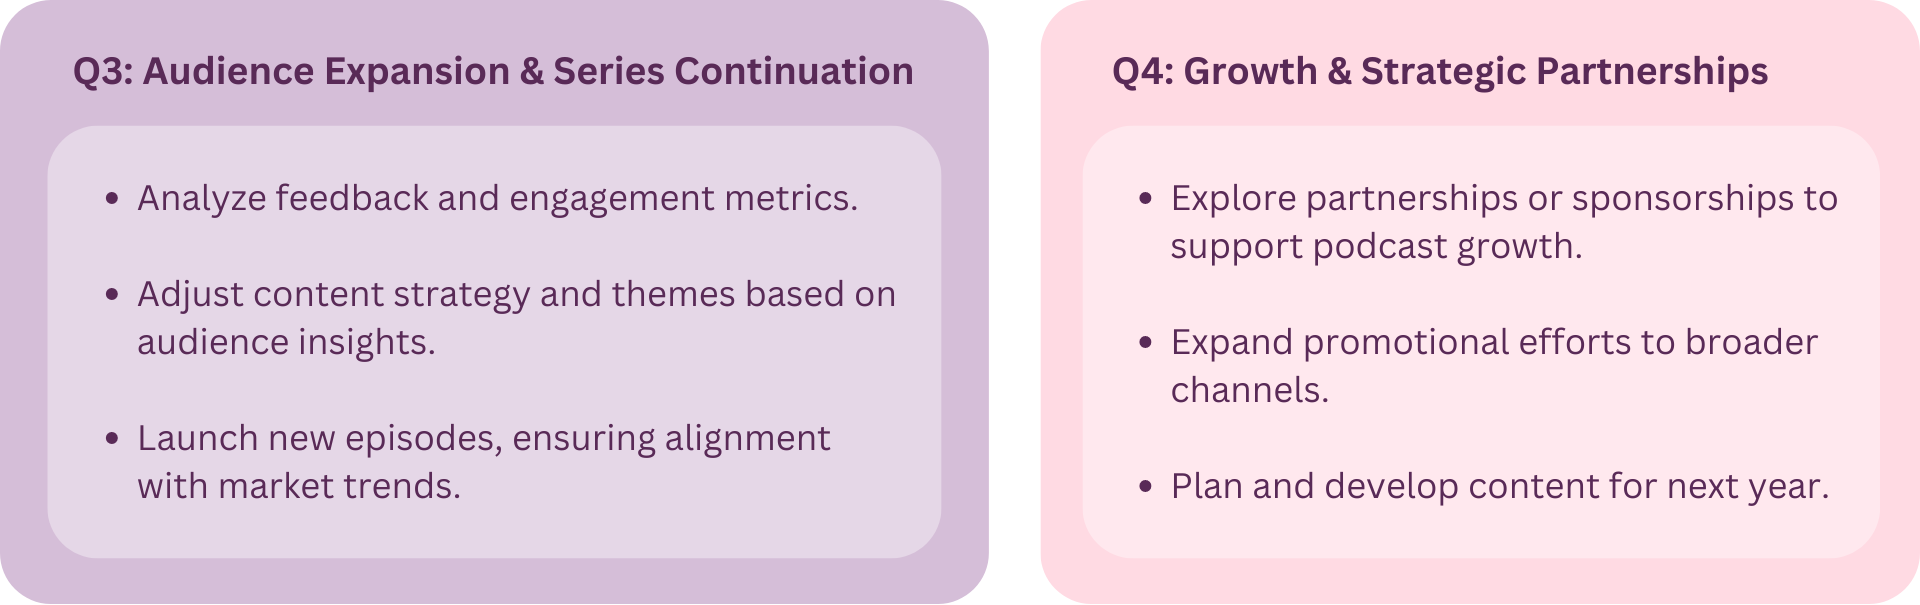 Q3: Audience Expansion & Series Continuation
• Analyze feedback and engagement metrics.
• Adjust content strategy and themes based on
audience insights.
• Launch new episodes, ensuring alignment
with market trends.
Q4: Growth & Strategic Partnerships
• Explore partnerships or sponsorships to
support podcast growth.
• Expand promotional efforts to broader
channels.
• Plan and develop content for next year.